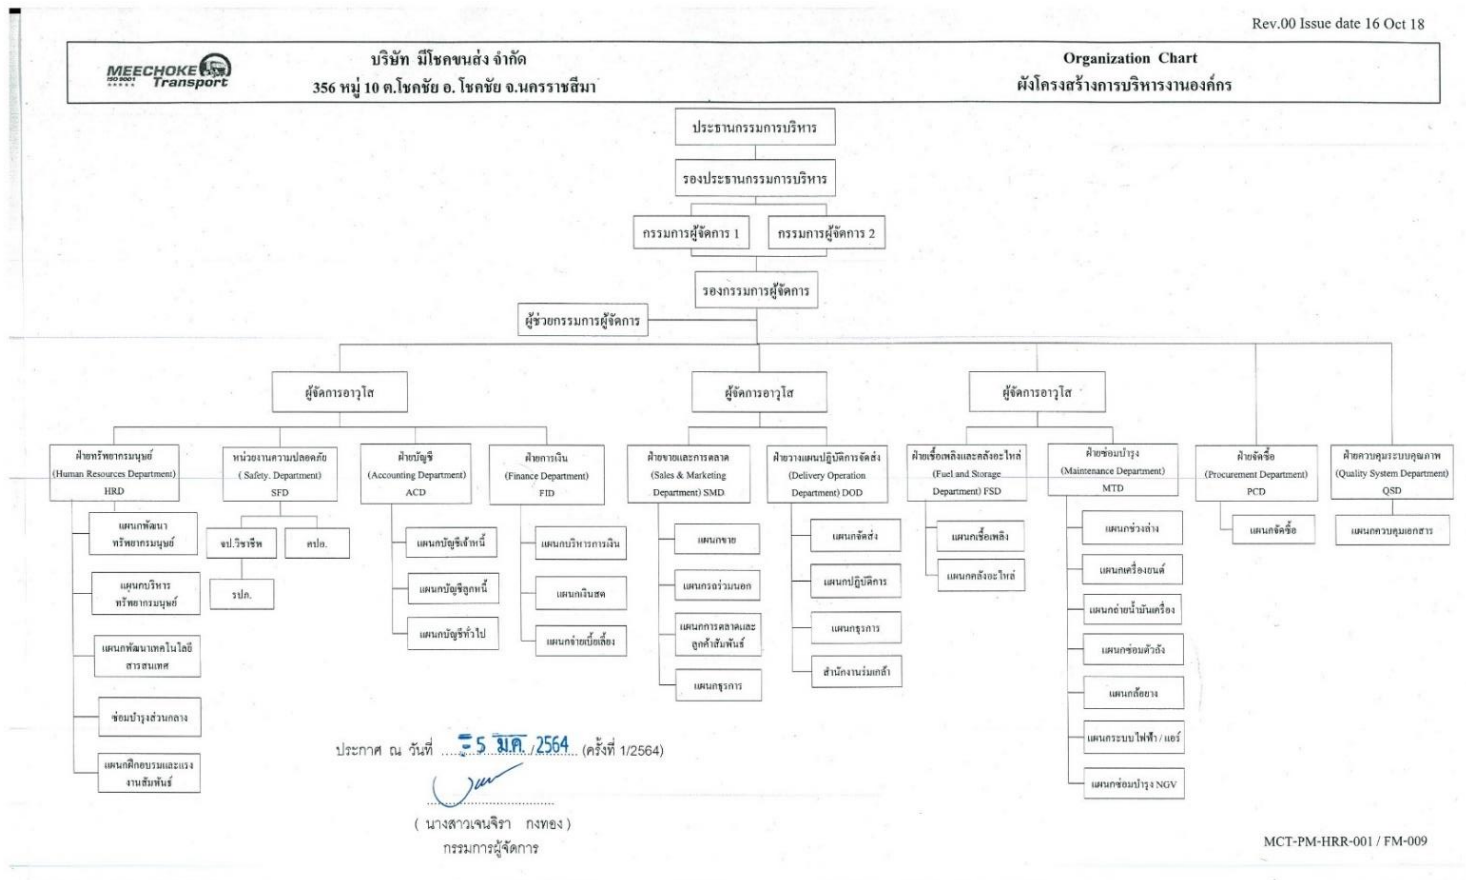 Rev.00 Issue date 16 Oct 18
MEECHOKE
ISO 9001
Transport
บริษัท มีโชคขนส่ง จำกัด
356 หมู่ 10 ต.โชคชัย อ. โชคชัย จ.นครราชสีมา
Organization Chart
ผังโครงสร้างการบริหารงานองค์กร
ประธานกรรมการบริหาร
รองประธานกรรมการบริหาร
กรรมการผู้จัดการ 1
กรรมการผู้จัดการ 2
รองกรรมการผู้จัดการ
ผู้ช่วยกรรมการผู้จัดการ
ผู้จัดการอาวุโส
ผู้จัดการอาวุโส
ผู้จัดการอาวุโส
ฝ่ายทรัพยากรมนุษย์
(Human Resources Department)
HRD
แผนกพัฒนา
ทรัพยากรมนุษย์
แผนกบริหาร
ทรัพยากรมนุษย์
แผนกพัฒนาเทคโนโลยี
สารสนเทศ
ซ่อมบำรุงส่วนกลาง
แผนกฝึกอบรมและแรง
งานสัมพันธ์
หน่วยงานความปลอดภัย
( Safety. Department)
SFD
จป.วิชาชีพ
คปอ.
รปภ.
ฝ่ายบัญชี
(Accounting Department)
ACD
แผนกบัญชีเจ้าหนี้
แผนกบัญชีลูกหนี้
แผนกบัญชีทั่วไป
ฝ่ายการเงิน
(Finance Department)
FID
แผนกบริหารการเงิน
แผนกเงินสด
แผนกจ่ายเบี้ยเลี้ยง
ฝ่ายขายและการตลาด
(Sales & Marketing
Department) SMD
แผนกขาย
แผนกรถร่วมนอก
แผนกการตลาดและ
ลูกค้าสัมพันธ์
แผนกธุรการ
ฝ่ายวางแผนปฏิบัติการจัดส่ง
(Delivery Operation
Department) DOD
แผนกจัดส่ง
แผนกปฏิบัติการ
แผนกธุรการ
สำนักงานร่มเกล้า
ฝ่ายเชื้อเพลิงและคลังอะไหล่
(Fuel and Storage
Department) FSD
แผนกเชื้อเพลิง
แผนกคลังอะไหล่
ฝ่ายซ่อมบำรุง
(Maintenance Department)
MTD
แผนกช่วงล่าง
แผนกเครื่องยนต์
แผนกถ่ายน้ำมันเครื่อง
แผนกซ่อมตัวถัง
แผนกล้อยาง
แผนกระบบไฟฟ้า / แอร์
แผนกซ่อมบำรุง NGV
ฝ่ายจัดซื้อ
(Procurement Department)
PCD
แผนกจัดซื้อ
ฝ่ายควบคุมระบบคุณภาพ
(Quality System Department)
QSD
แผนกควบคุมเอกสาร
ประกาศ ณ วันที่ 5 ม.ค. /2564 (ครั้งที่ 1/2564)
( นางสาวเจนจิรา กงทอง )
กรรมการผู้จัดการ
MCT-PM-HRR-001 / FM-009